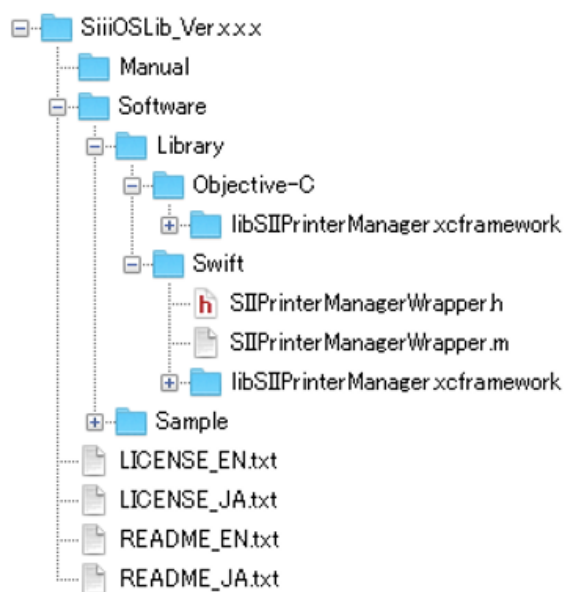 SiiiOSLib_Ver.x.x.x
Manual
Software
Library
Objective-C
libSIIPrinterManager.xcframework
Swift
h SIIPrinterManagerWrapper.h
SIIPrinterManagerWrapper.m
libSIIPrinterManager.xcframework
Sample
LICENSE_EN.txt
LICENSE_JA.txt
README_EN.txt
README_JA.txt